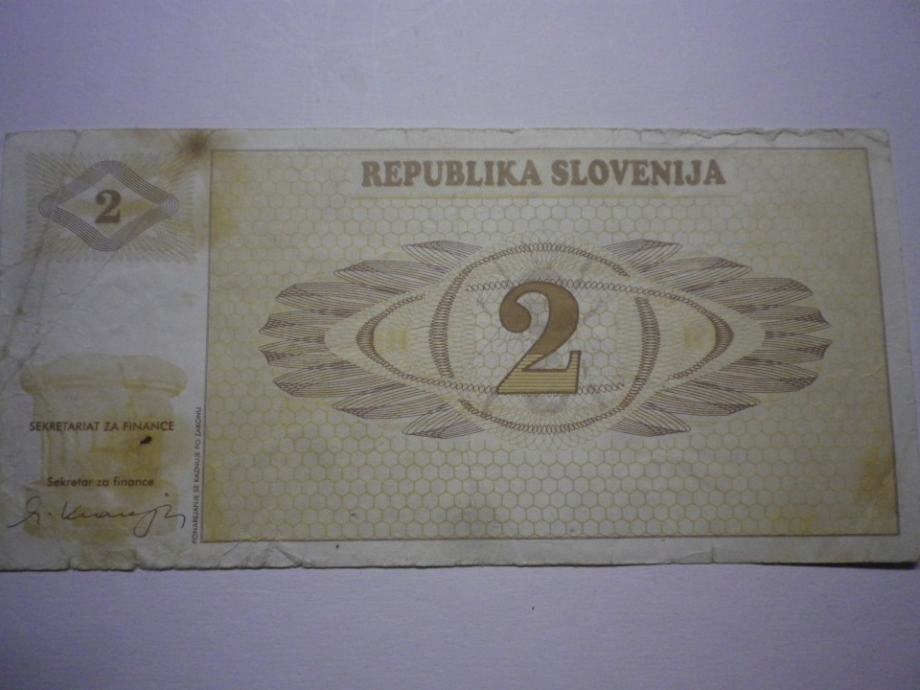 REPUBLIKA SLOVENIJA
2
2
SEKRETARIAT ZA FINANCE
Sekretar za finance
PONAREJANJE SE KAZNUJE PO ZAKONU